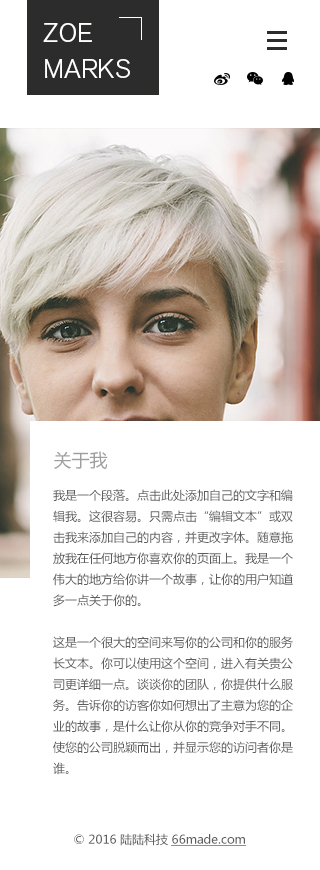 ZOE
MARKS
关于我
我是一个段落。点击此处添加自己的文字和编
辑我。这很容易。只需点击“编辑文本”或双
击我来添加自己的内容，并更改字体。随意拖
放我在任何地方你喜欢你的页面上。我是一个
伟大的地方给你讲一个故事，让你的用户知道
多一点关于你的。
这是一个很大的空间来写你的公司和你的服务
长文本。你可以使用这个空间，进入有关贵公
司更详细一点。谈谈你的团队，你提供什么服
务。告诉你的访客你如何想出了主意为您的企
业的故事，是什么让你从你的竞争对手不同。
使您的公司脱颖而出，并显示您的访问者你是
谁。
© 2016 陆陆科技 66made.com